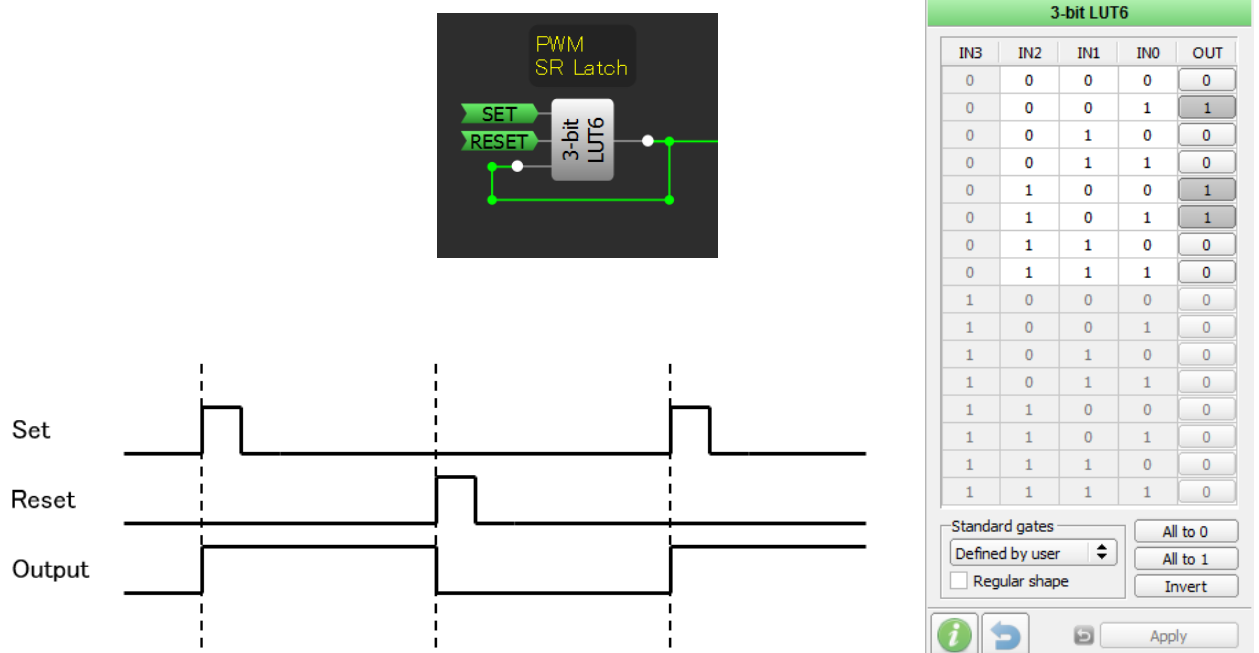 PWM
SR Latch
SET
RESET
3-bit
LUT6
Set
Reset
Output
3-bit LUT6
IN3 IN2 IN1 IN0 OUT
0 0 0 0 0
0 0 0 1 1
0 0 1 0 0
0 0 1 1 0
0 1 0 0 1
0 1 0 1 1
0 1 1 0 0
0 1 1 1 0
1 0 0 0 0
1 0 0 1 0
1 0 1 0 0
1 0 1 1 0
1 1 0 0 0
1 1 0 1 0
1 1 1 0 0
1 1 1 1 0
Standard gates
Defined by user
Regular shape
All to 0
All to 1
Invert
i
Apply